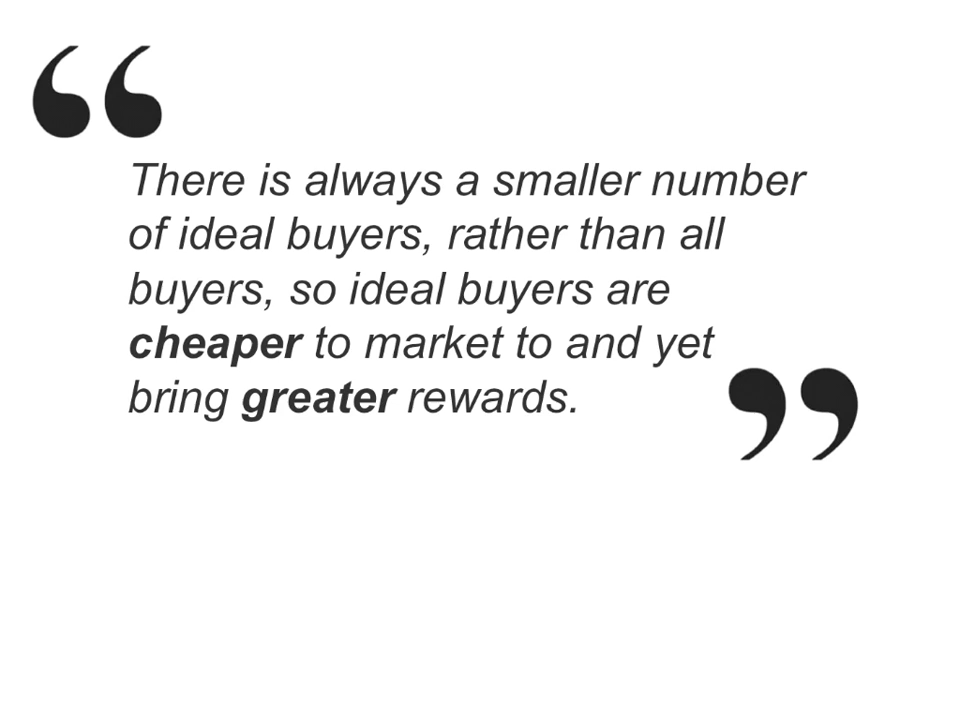 “
There is always a smaller number
of ideal buyers, rather than all
buyers, so ideal buyers are
cheaper to market to and yet
bring greater rewards.
”